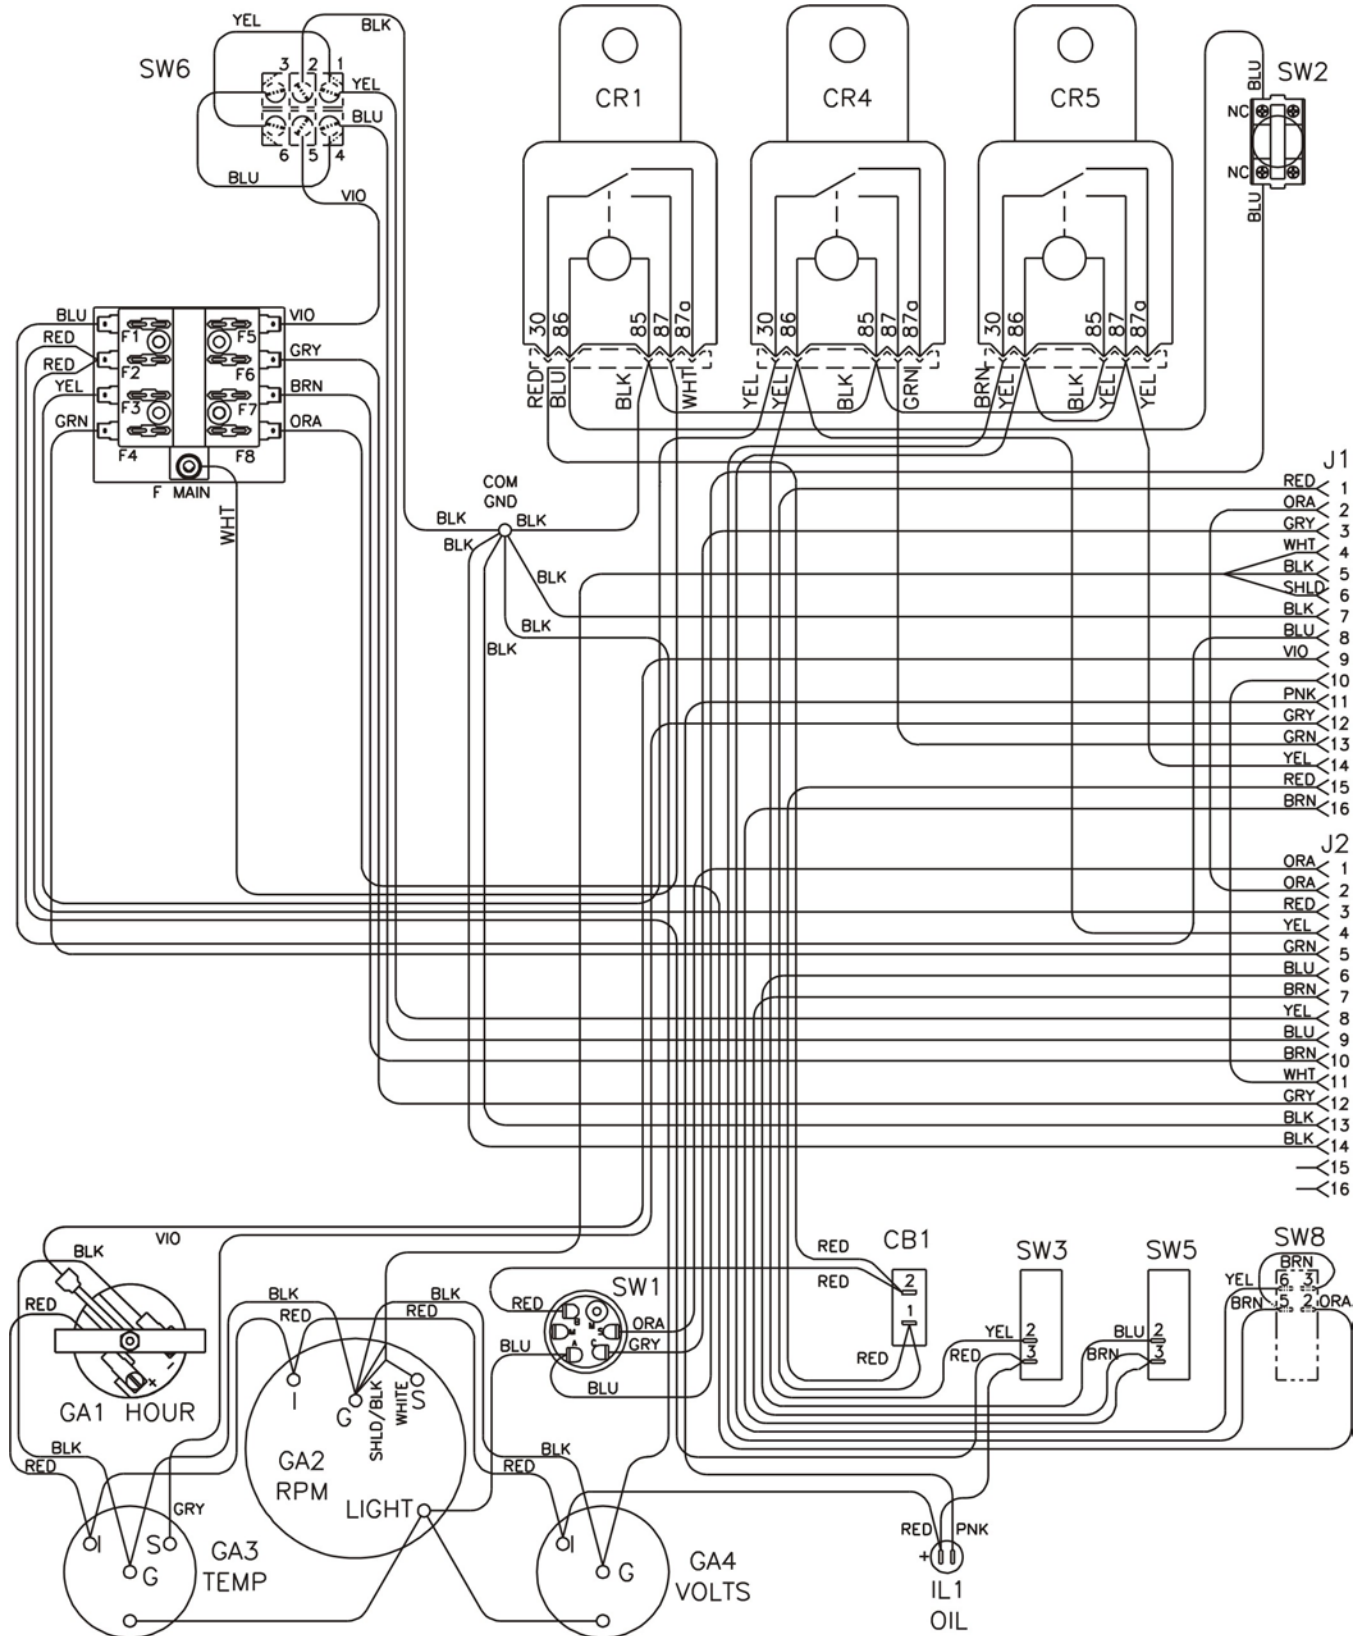 YEL
BLK
SW6
3 2 1
YEL
BLU
6 5 4
BLU
VIO
CR1
CR4
CR5
BLU
SW2
NC
NC
BLU
30 86 85 87 87a
30 86 85 87 87a
30 86 85 87 87a
RED BLU BLK WHT
YEL YEL BLK GRN
BRN YEL BLK YEL YEL
BLU F1 F5 VIO
RED
RED F2 F6 GRY
YEL F3 F7 BRN
GRN F4 F8 ORA
F MAIN
WHT
COM
GND
BLK
BLK
BLK
BLK
BLK
BLK
J1
RED 1
ORA 2
GRY 3
WHT 4
BLK 5
SHLD 6
BLK 7
BLU 8
VIO 9
10
PNK 11
GRY 12
GRN 13
YEL 14
RED 15
BRN 16
J2
ORA 1
ORA 2
RED 3
YEL 4
GRN 5
BLU 6
BRN 7
YEL 8
BLU 9
BRN 10
WHT 11
GRY 12
BLK 13
BLK 14
15
16
VIO
BLK
RED
- +
GA1 HOUR
BLK
RED
GRY
I S
G
GA3
TEMP
BLK
RED
BLK
RED
I G S
SHLD/BLK
WHITE
GA2
RPM
LIGHT
BLK
RED
I
G
GA4
VOLTS
SW1
RED
B M
M S
A C
ORA
GRY
BLU
BLU
RED
RED
CB1
2
1
RED
SW3
YEL 2
RED 3
SW5
BLU 2
BRN 3
SW8
BRN
YEL 6 3
BRN 5 2 ORA
RED PNK
+
IL1
OIL